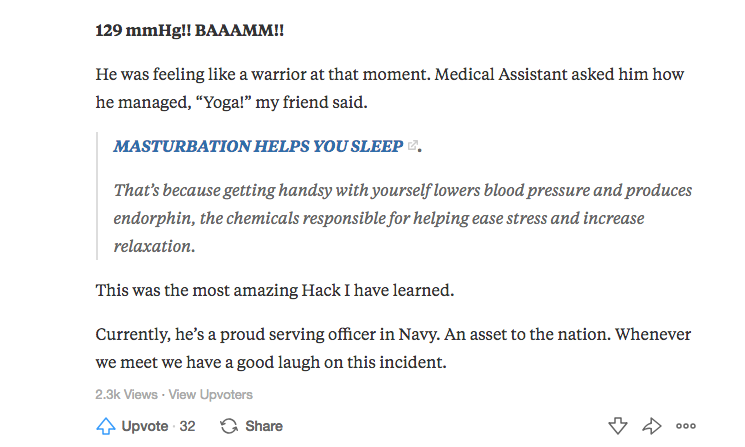 129 mmHg!! BAAAMM!!
He was feeling like a warrior at that moment. Medical Assistant asked him how
he managed, “Yoga!” my friend said.
MASTURBATION HELPS YOU SLEEP.
That’s because getting handsy with yourself lowers blood pressure and produces
endorphin, the chemicals responsible for helping ease stress and increase
relaxation.
This was the most amazing Hack I have learned.
Currently, he’s a proud serving officer in Navy. An asset to the nation. Whenever
we meet we have a good laugh on this incident.
2.3k Views · View Upvoters
Upvote · 32 Share